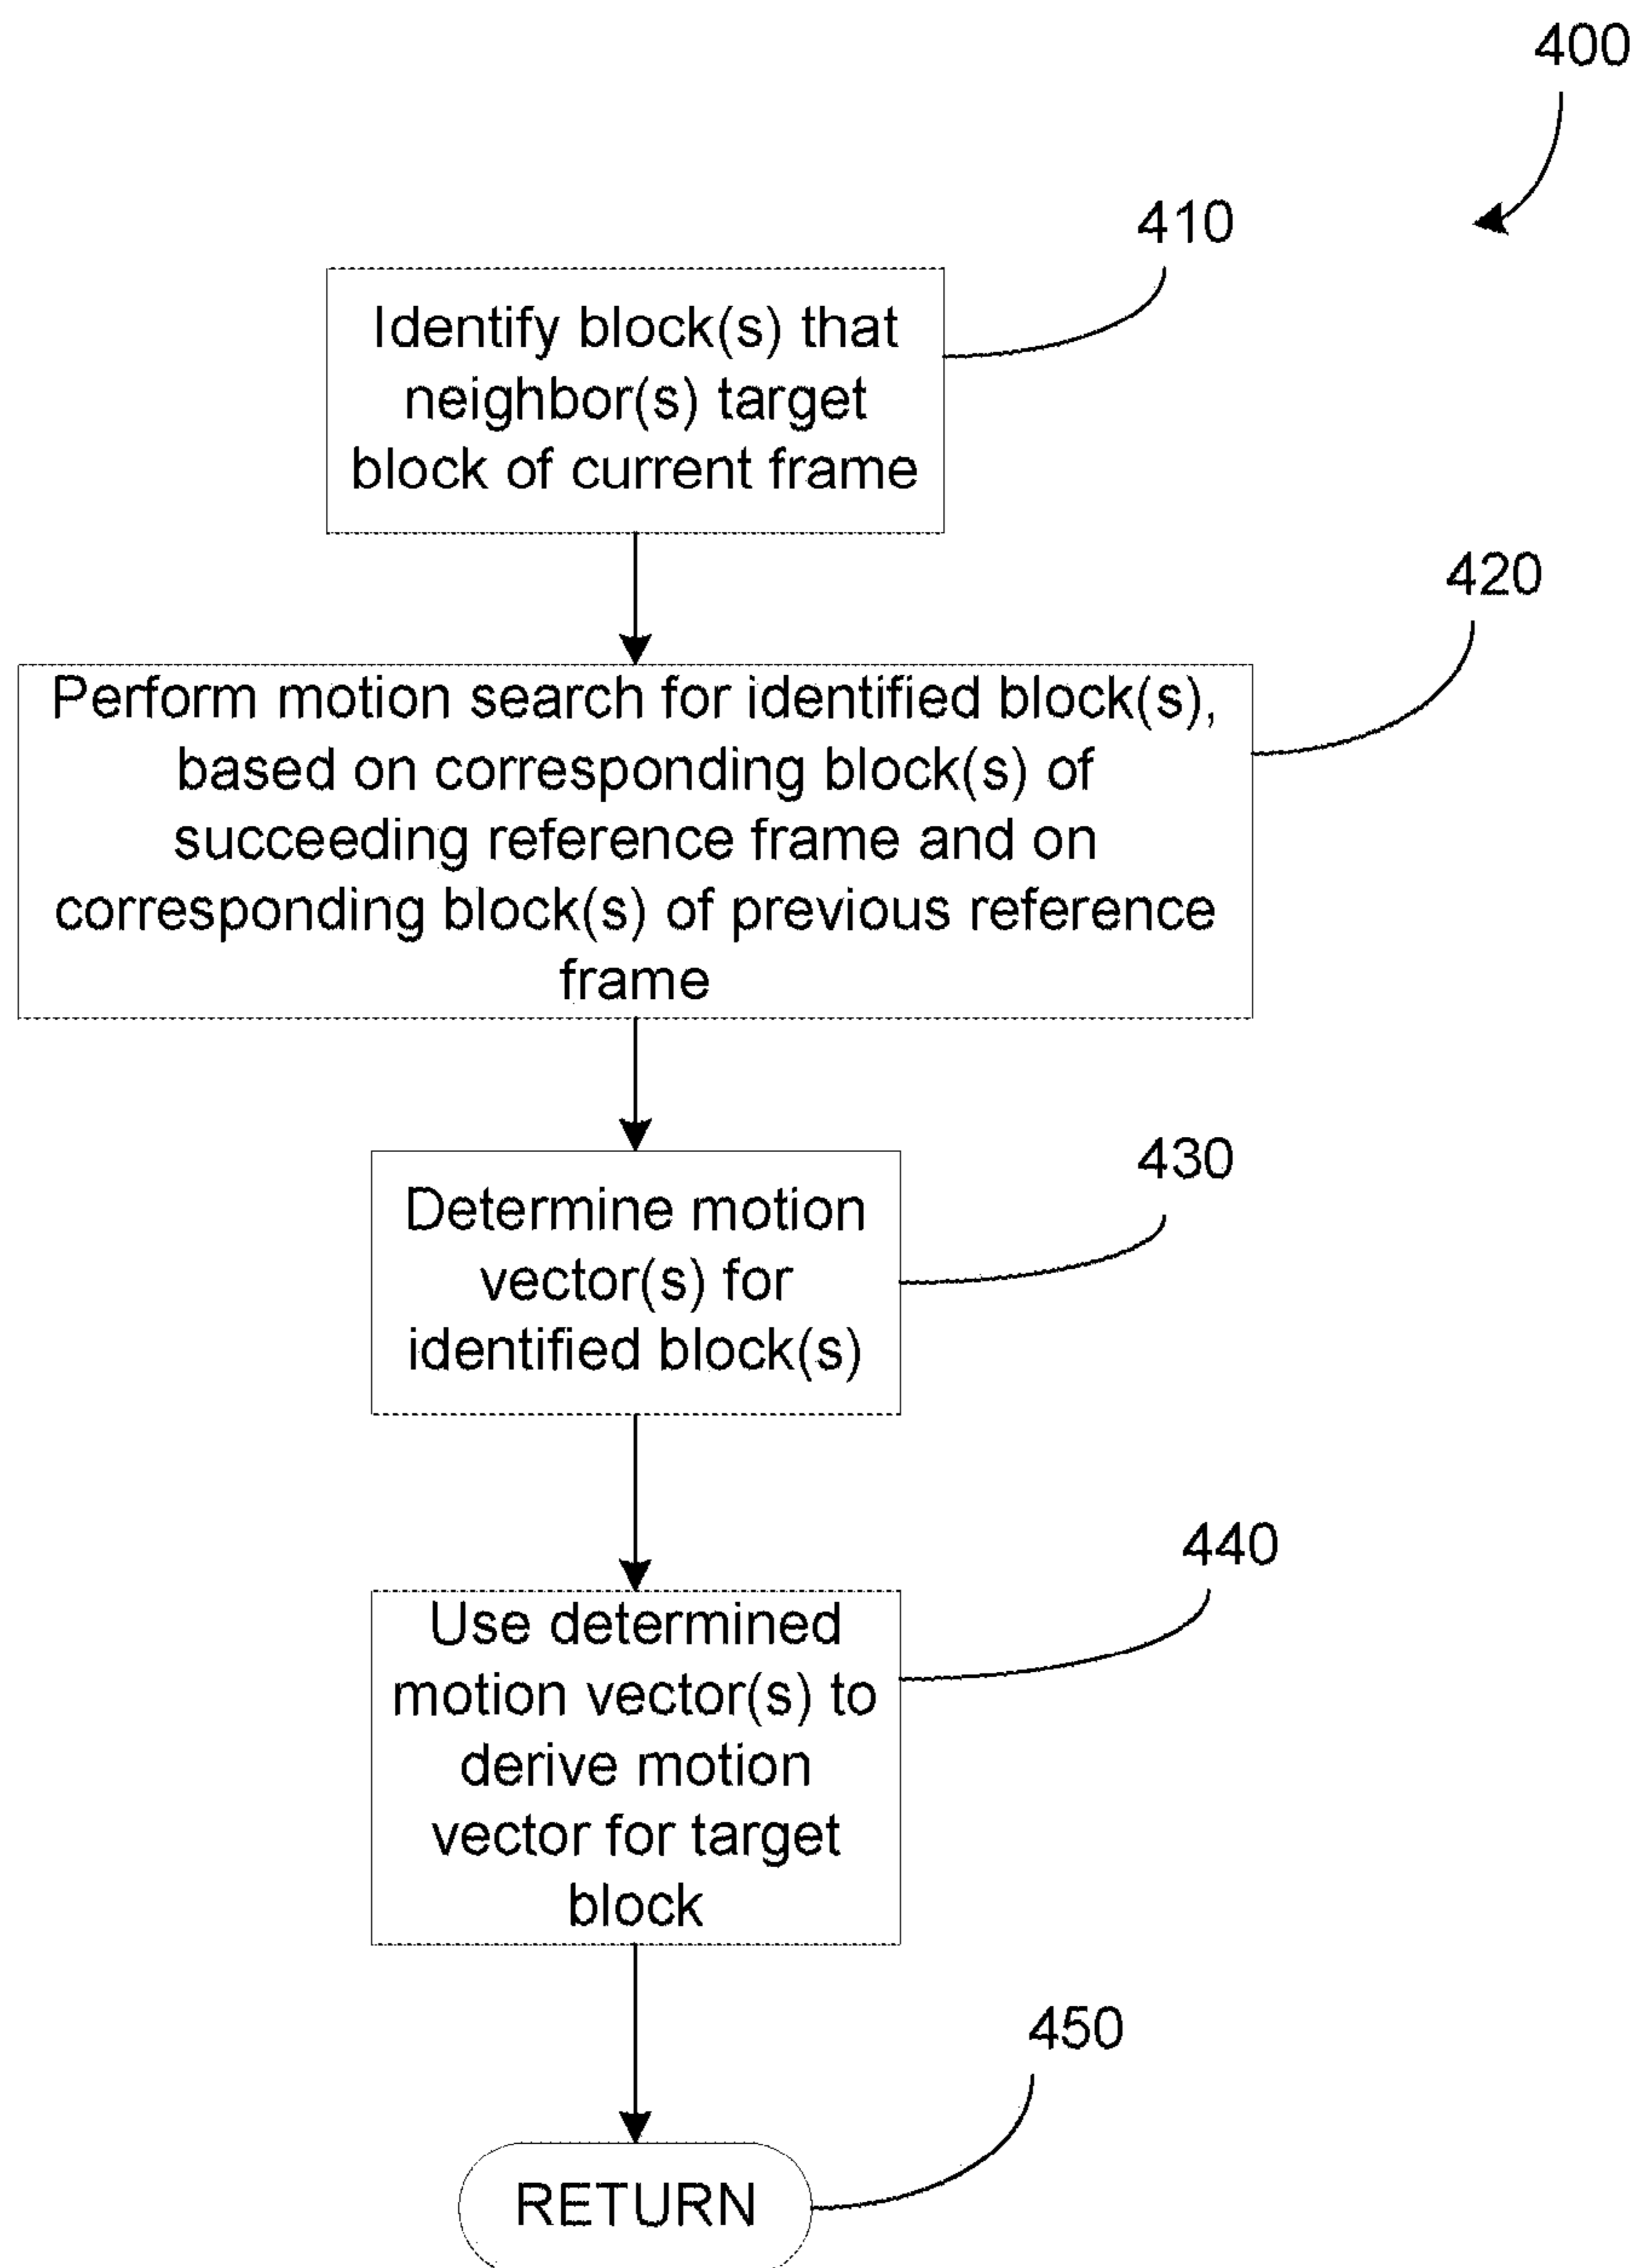 400
410
Identify block(s) that
neighbor(s) target
block of current frame
420
Perform motion search for identified block(s),
based on corresponding block(s) of
succeeding reference frame and on
corresponding block(s) of previous reference
frame
430
Determine motion
vector(s) for
identified block(s)
440
Use determined
motion vector(s) to
derive motion
vector for target
block
450
RETURN